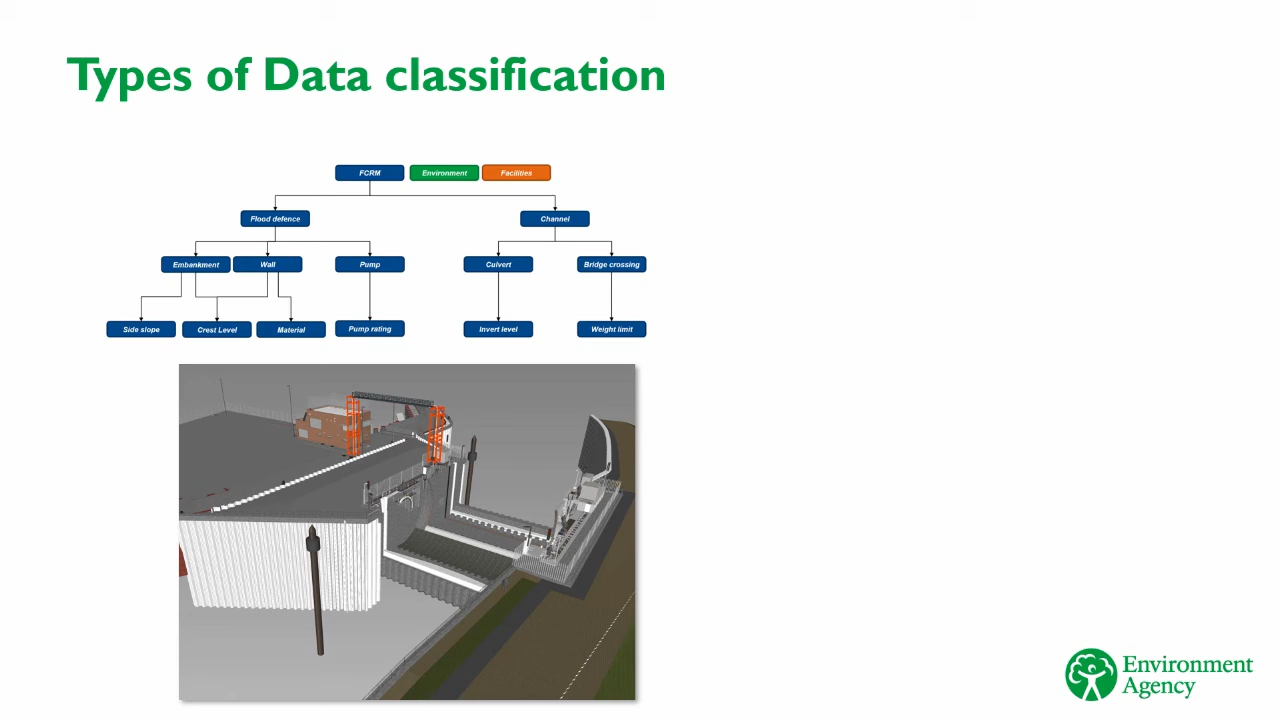 Types of Data classification
FCRM Environment Facilities
Flood defence Channel
Embankment Wall Pump Culvert Bridge crossing
Side slope Crest Level Material Pump rating Invert level Weight limit
Environment
Agency